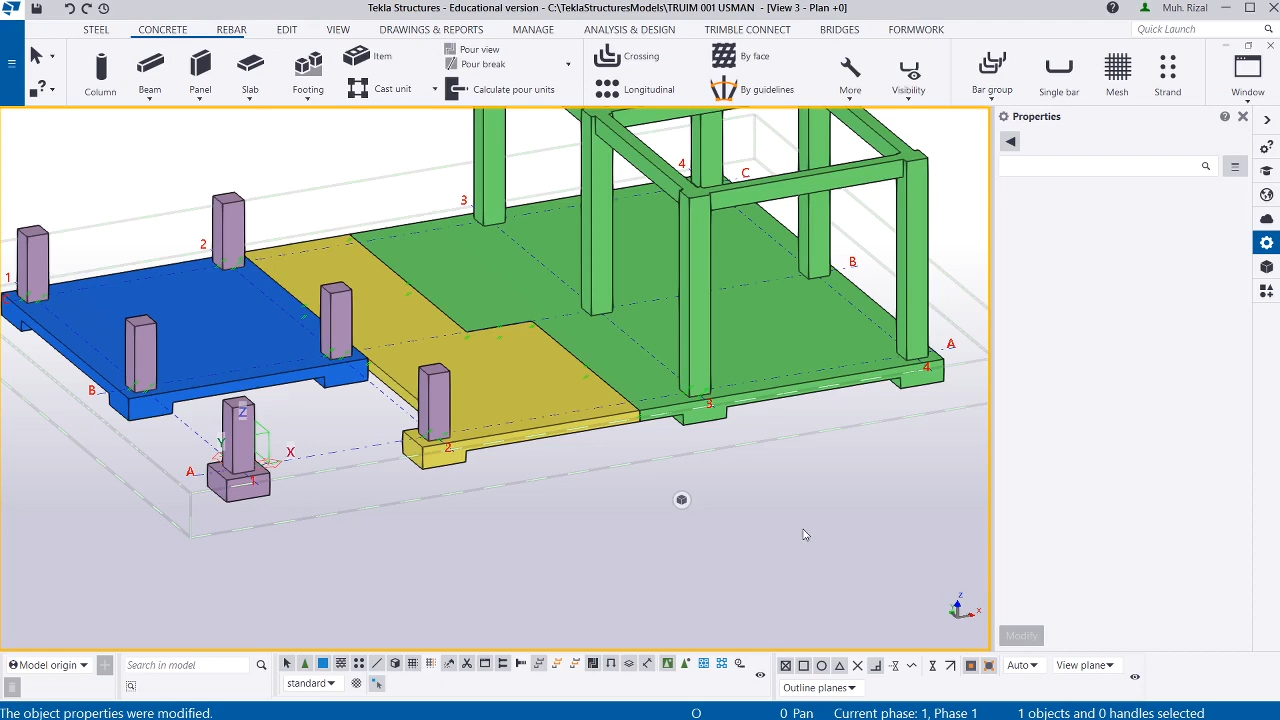 Tekla Structures - Educational version - C:\TeklaStructuresModels\TRUIM 001 USMAN - [View 3 - Plan +0]
Muh. Rizal
STEEL CONCRETE REBAR EDIT VIEW DRAWINGS & REPORTS MANAGE ANALYSIS & DESIGN TRIMBLE CONNECT BRIDGES FORMWORK
Quick Launch
Column Beam Panel Slab Footing
Item
Cast unit
Pour view
Pour break
Calculate pour units
Crossing
Longitudinal
By face
By guidelines
More Visibility Bar group Single bar Mesh Strand Window
Properties
4
C
3
2
1
B
A
4
B
3
2
Z
Y
X
A
1
Z
X
Modify
Model origin
Search in model
standard
Auto
View plane
Outline planes
The object properties were modified.
O
0 Pan
Current phase: 1, Phase 1
1 objects and 0 handles selected